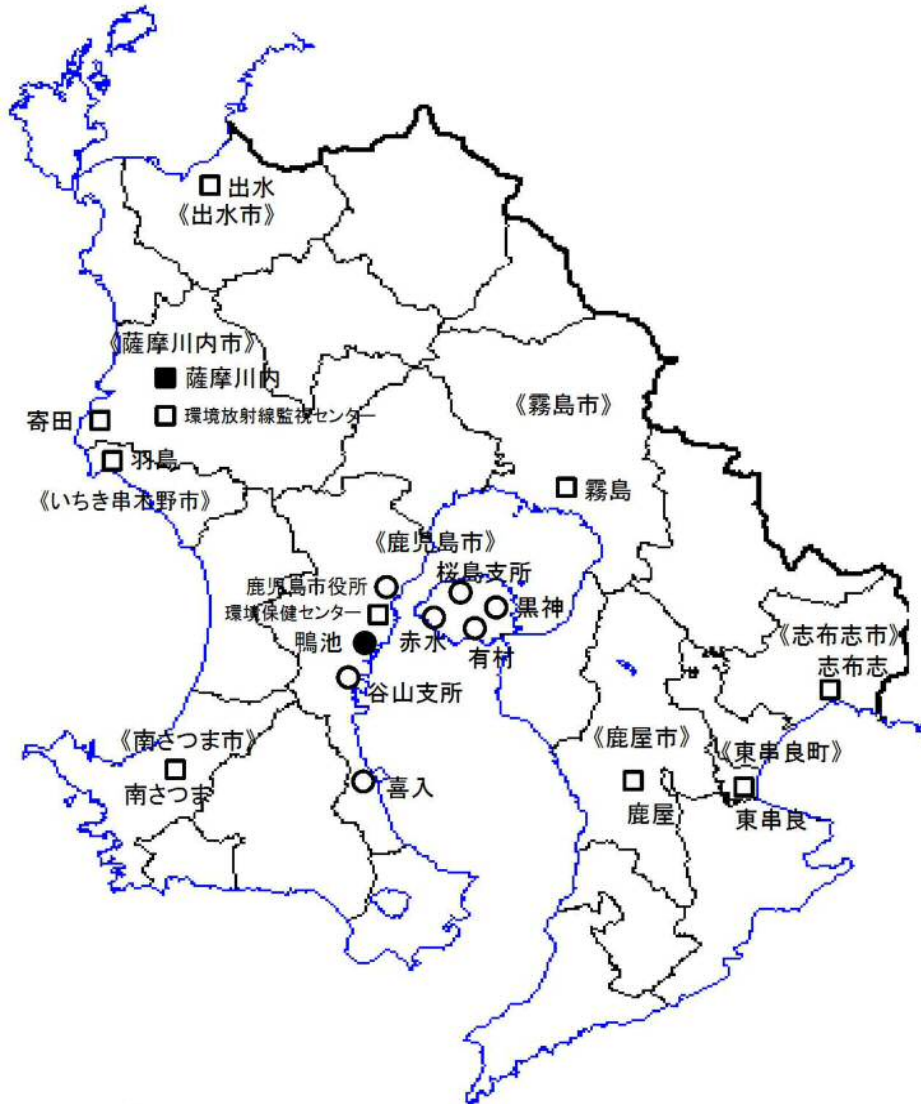 出水
《出水市》
《薩摩川内市》
薩摩川内
寄田
環境放射線監視センター
羽島
《いちき串木野市》
《霧島市》
霧島
《鹿児島市》
鹿児島市役所
環境保健センター
鴨池
桜島支所
黒神
赤水
有村
谷山支所
《志布志市》
志布志
《南さつま市》
南さつま
喜入
《鹿屋市》
鹿屋
《東串良町》
東串良